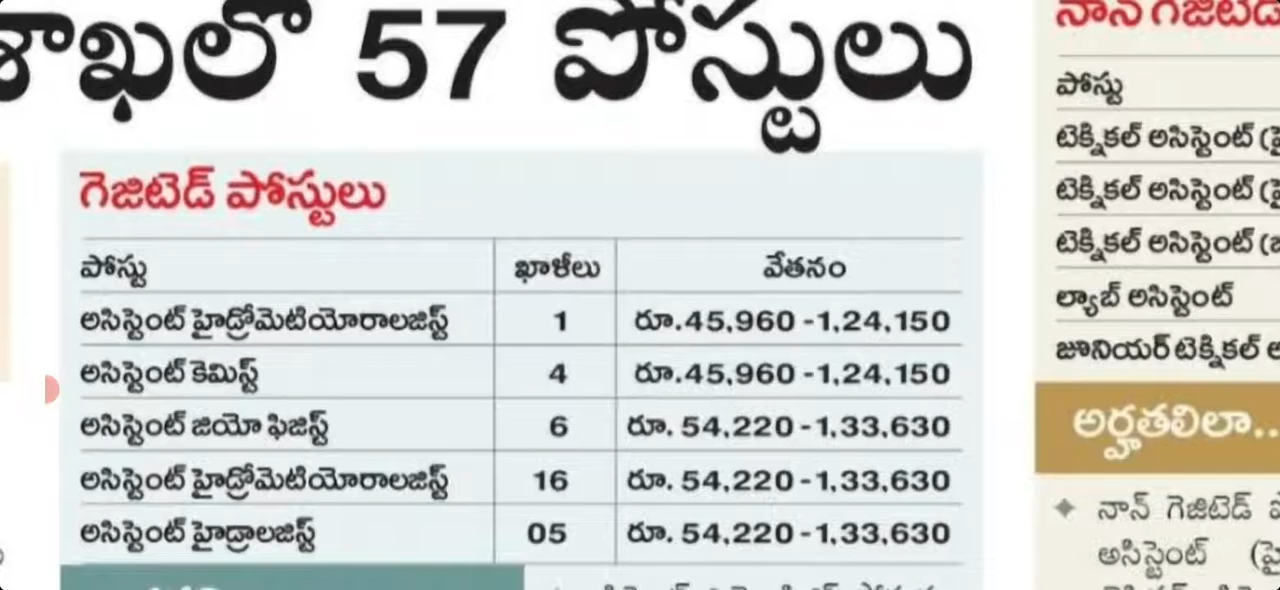 శాఖలో 57 పోస్టులు
గెజిటెడ్ పోస్టులు
పోస్టు ఖాళీలు వేతనం
అసిస్టెంట్ హైడ్రోమెటియోరాలజిస్ట్ 1 రూ.45,960 -1,24,150
అసిస్టెంట్ కెమిస్ట్ 4 రూ.45,960 -1,24,150
అసిస్టెంట్ జియో ఫిజిస్ట్ 6 రూ. 54,220 -1,33,630
అసిస్టెంట్ హైడ్రోమెటియోరాలజిస్ట్ 16 రూ. 54,220 -1,33,630
అసిస్టెంట్ హైడ్రాలజిస్ట్ 05 రూ. 54,220 -1,33,630
నాన్ గెజిటెడ్
పోస్టు
టెక్నికల్ అసిస్టెంట్ (హై
టెక్నికల్ అసిస్టెంట్ (హై
టెక్నికల్ అసిస్టెంట్ (
ల్యాబ్ అసిస్టెంట్
జూనియర్ టెక్నికల్ అ
అర్హతలిలా..
నాన్ గెజిటెడ్
అసిస్టెంట్ (హై